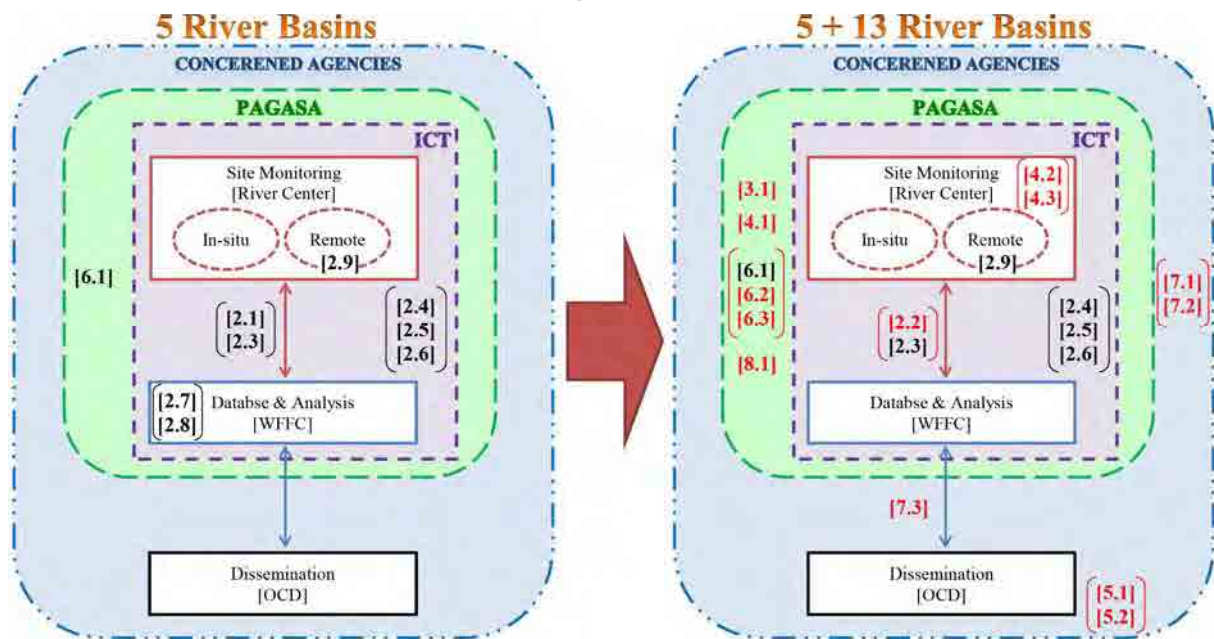 5 River Basins
CONCERENED AGENCIES
PAGASA
ICT
Site Monitoring
[River Center]
In-situ
Remote
[2.9]
[6.1]
[2.1]
[2.3]
[2.4]
[2.5]
[2.6]
[2.7]
[2.8]
Databse & Analysis
[WFFC]
Dissemination
[OCD]
5 + 13 River Basins
CONCERENED AGENCIES
PAGASA
ICT
Site Monitoring
[River Center]
[4.2]
[4.3]
In-situ
Remote
[2.9]
[3.1]
[4.1]
[6.1]
[6.2]
[6.3]
[8.1]
[2.2]
[2.3]
[2.4]
[2.5]
[2.6]
[7.1]
[7.2]
Databse & Analysis
[WFFC]
[7.3]
Dissemination
[OCD]
[5.1]
[5.2]